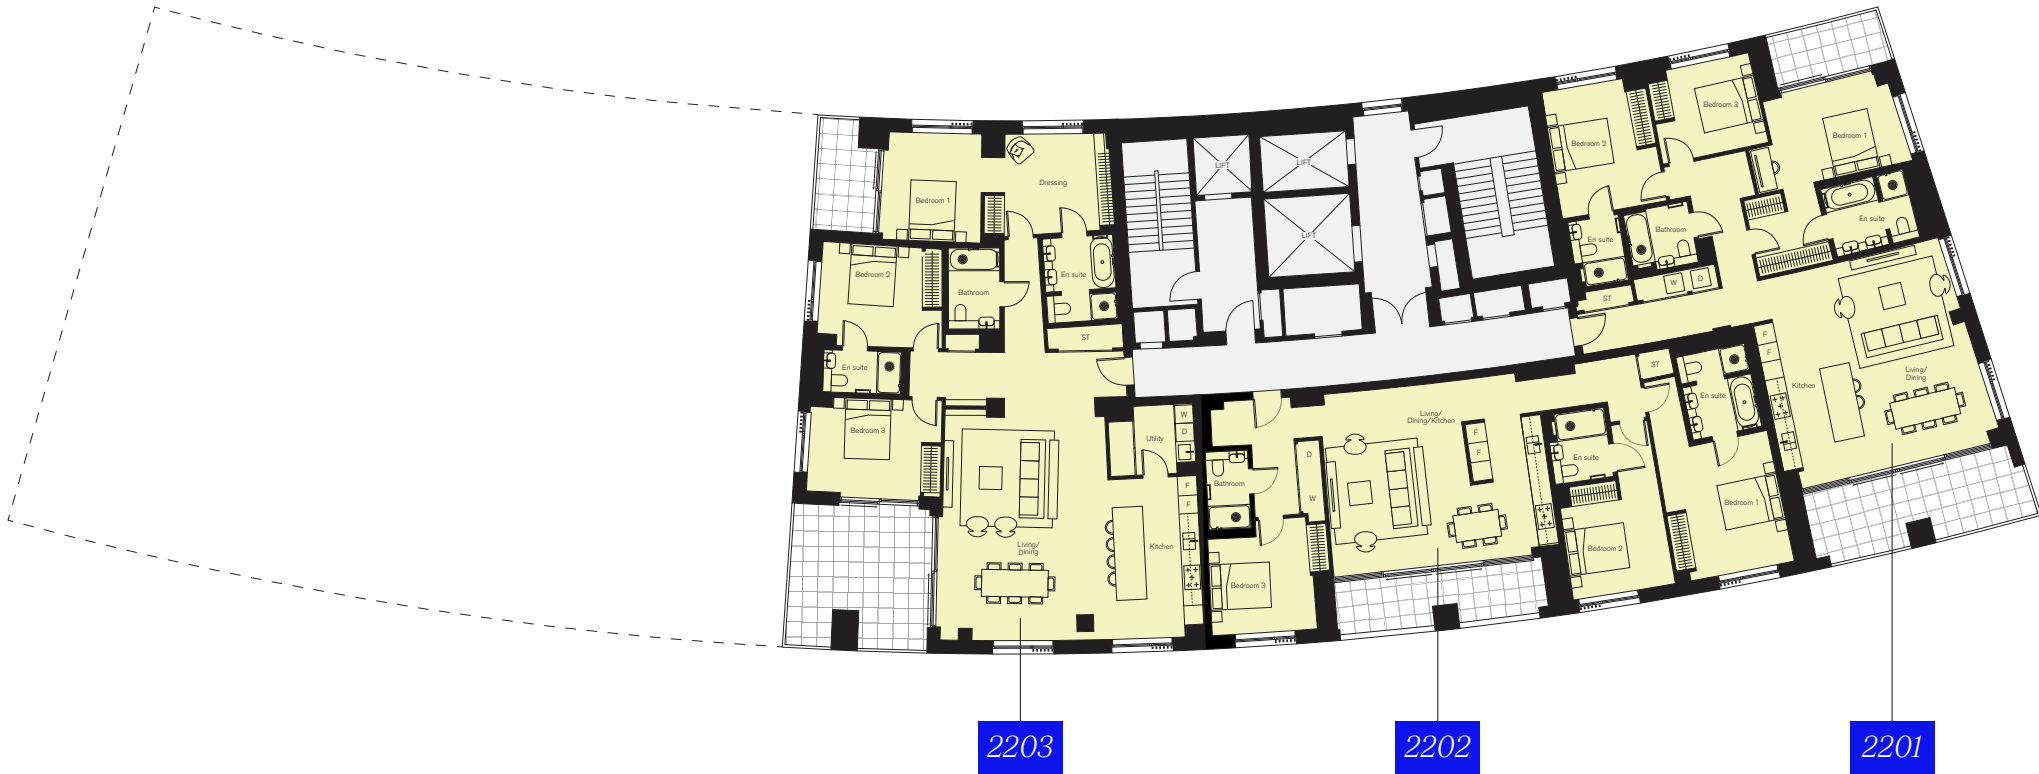 Bedroom 1
Dressing
Bedroom 2
Bathroom
En suite
ST
En suite
Bedroom 3
Living/
Dining
Utility
W
D
F
F
Kitchen
LIFT
LIFT
LIFT
Bathroom
Bedroom 3
D
W
Living/
Dining/Kitchen
F
F
En suite
Bedroom 2
ST
En suite
Bedroom 1
Bedroom 2
Bedroom 3
Bedroom 1
En suite
Bathroom
En suite
ST
W
D
F
F
Kitchen
Living/
Dining
2203
2202
2201